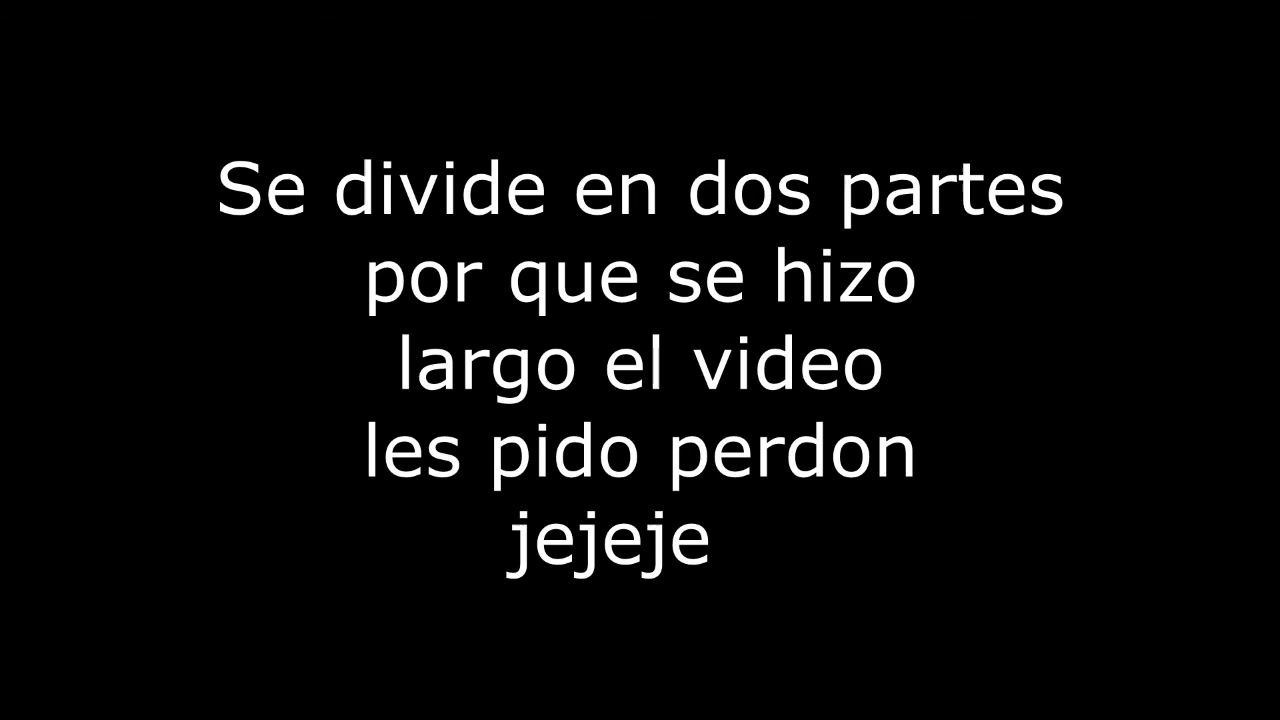 Se divide en dos partes
por que se hizo
largo el video
les pido perdon
jejeje